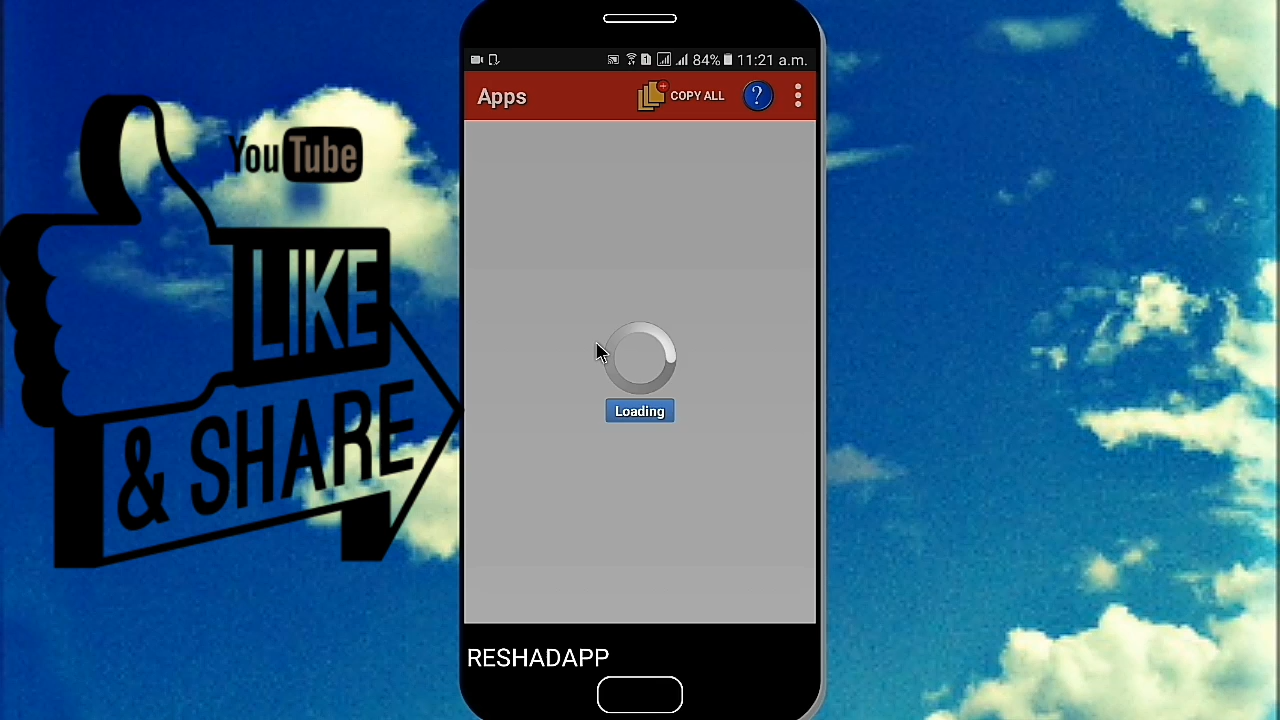 YouTube
LIKE
& SHARE
84% 11:21 a.m.
Apps
COPY ALL
?
Loading
RESHADAPP